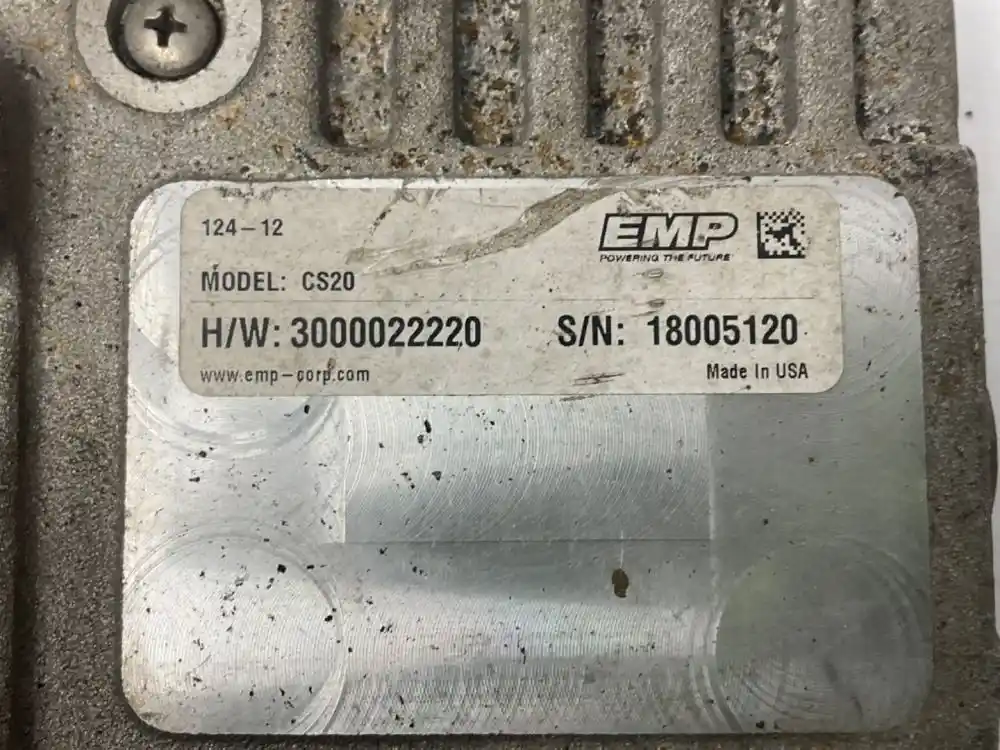 124-12
EMP
POWERING THE FUTURE
MODEL: CS20
H/W: 3000022220 S/N: 18005120
www.emp-corp.com Made In USA